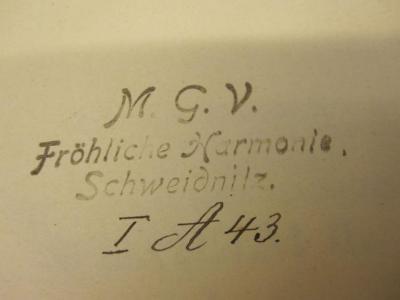 M. G. V.
Fröhliche Harmonie.
Schweidnitz.
I A 43.